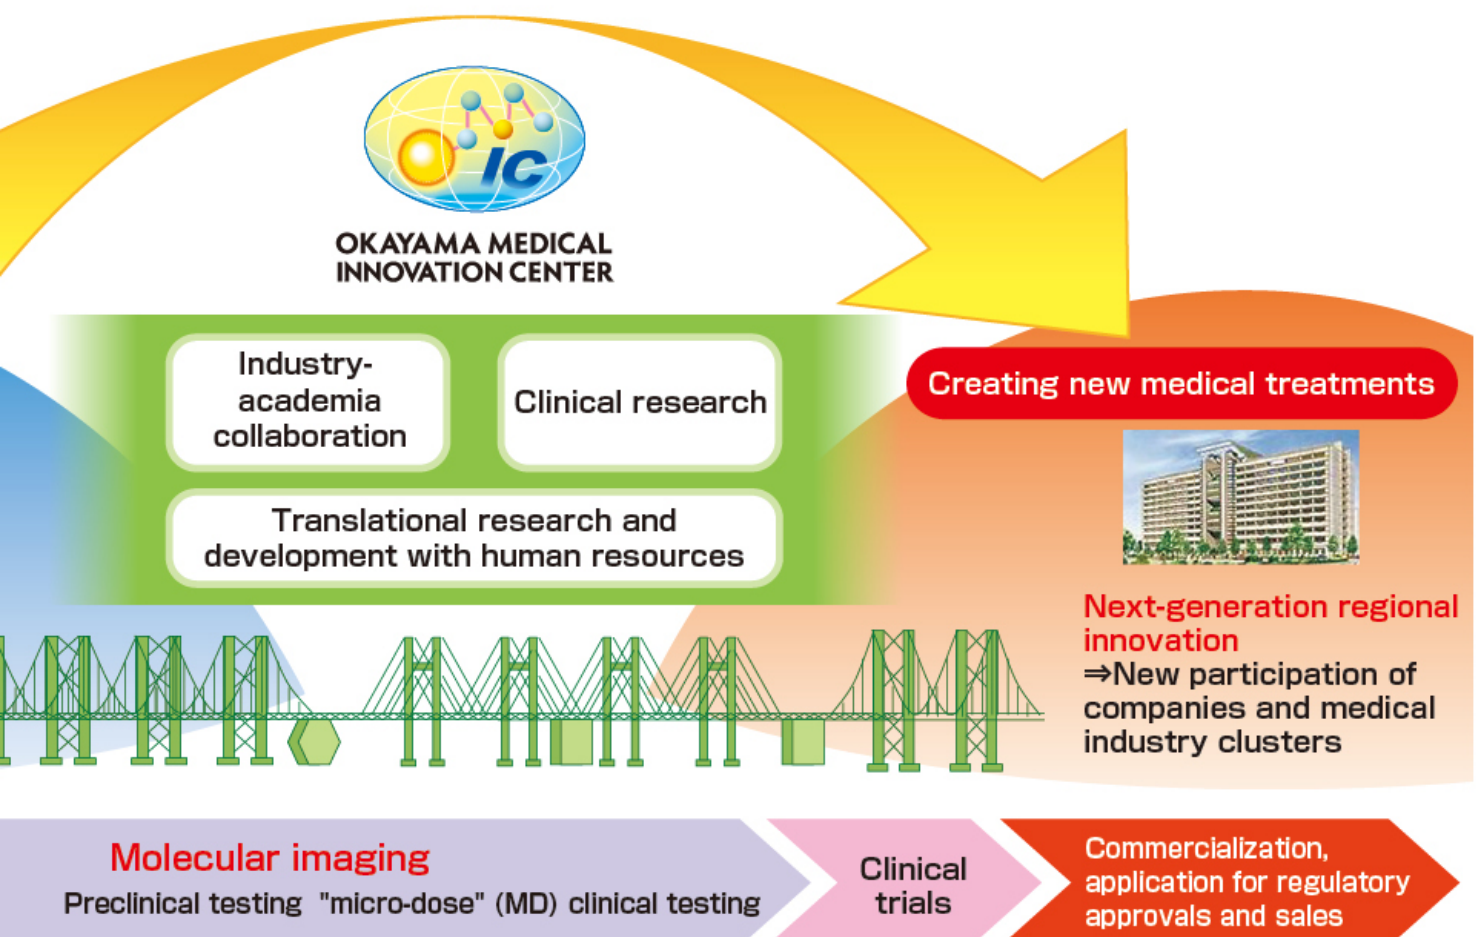 IC
OKAYAMA MEDICAL
INNOVATION CENTER
Industry-
academia
collaboration
Clinical research
Translational research and
development with human resources
Creating new medical treatments
Next-generation regional
innovation
⇒New participation of
companies and medical
industry clusters
Molecular imaging
Preclinical testing "micro-dose" (MD) clinical testing
Clinical
trials
Commercialization,
application for regulatory
approvals and sales